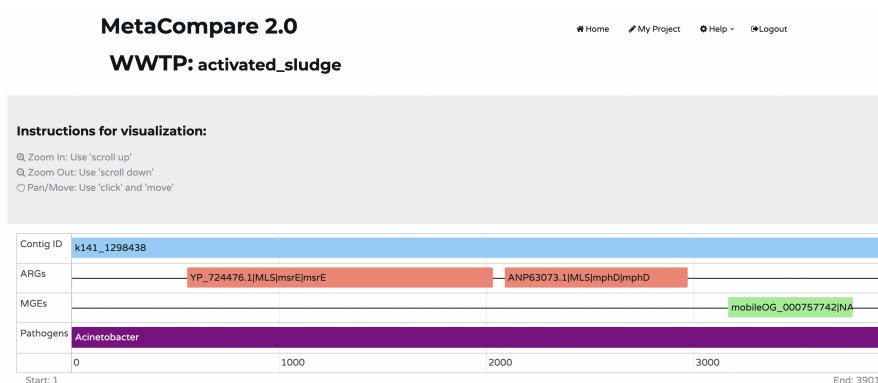 MetaCompare 2.0
Home My Project Help Logout
WWTP: activated_sludge
Instructions for visualization:
Zoom In: Use 'scroll up'
Zoom Out: Use 'scroll down'
Pan/Move: Use 'click' and 'move'
Contig ID k141_1298438
ARGs YP_724476.1|MLS|msrE|msrE ANP63073.1|MLS|mphD|mphD
MGEs mobileOG_000757742|NA
Pathogens Acinetobacter
0 1000 2000 3000
Start: 1 End: 3901